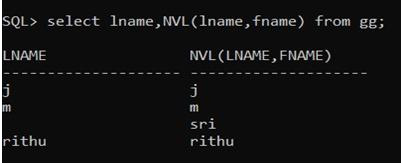 SQL> select lname,NVL(lname,fname) from gg;
LNAME                NVL(LNAME,FNAME)
-------------------- --------------------
j                    j
m                    m
                     sri
rithu                rithu